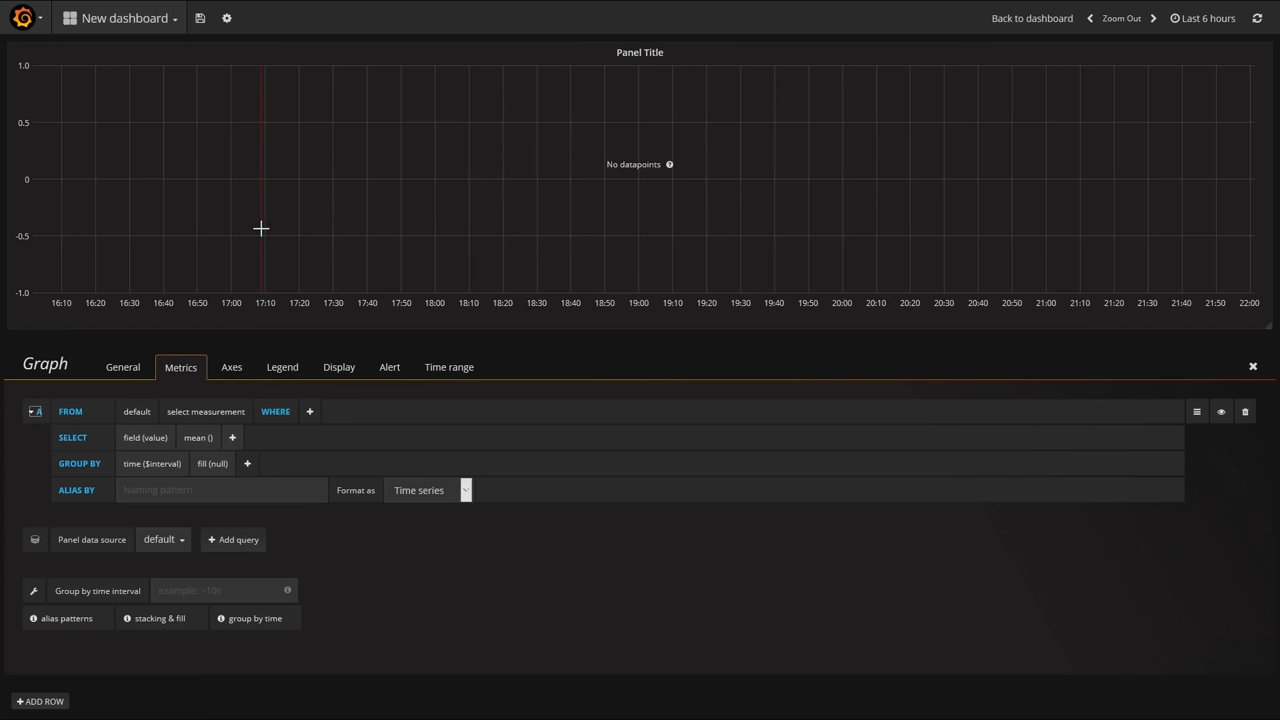 New dashboard
Back to dashboard Zoom Out Last 6 hours
Panel Title
1.0
0.5
No datapoints
0
-0.5
-1.0
16:10 16:20 16:30 16:40 16:50 17:00 17:10 17:20 17:30 17:40 17:50 18:00 18:10 18:20 18:30 18:40 18:50 19:00 19:10 19:20 19:30 19:40 19:50 20:00 20:10 20:20 20:30 20:40 20:50 21:00 21:10 21:20 21:30 21:40 21:50 22:00
Graph General Metrics Axes Legend Display Alert Time range
A FROM default select measurement WHERE +
SELECT field (value) mean () +
GROUP BY time ($interval) fill (null) +
ALIAS BY Naming pattern Format as Time series
Panel data source default + Add query
Group by time interval example: >10s
alias patterns stacking & fill group by time
+ ADD ROW